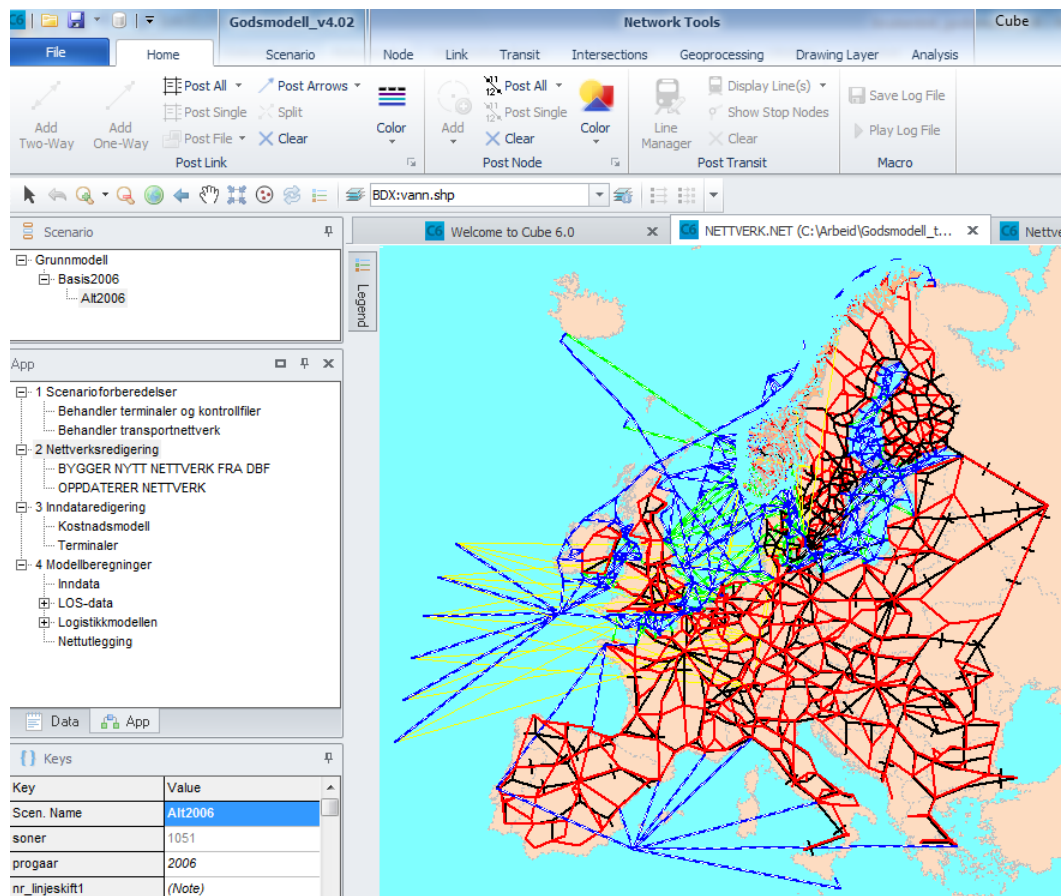 C6 Godsmodell_v4.02 Network Tools Cube
File Home Scenario Node Link Transit Intersections Geoprocessing Drawing Layer Analysis
Post All Post Arrows Post All Display Line(s) Save Log File
Post Single Split Post Single Show Stop Nodes
Add Two-Way Add One-Way Post File Clear Color Add Clear Color Line Manager Clear Play Log File
Post Link Post Node Post Transit Macro
BDX:vann.shp
Scenario Welcome to Cube 6.0 C6 NETTVERK.NET (C:\Arbeid\Godsmodell_t... C6 Nettve
Grunnmodell
Basis2006
Alt2006
Legend
App
1 Scenarioforberedelser
Behandler terminaler og kontrollfiler
Behandler transportnettverk
2 Nettverksredigering
BYGGER NYTT NETTVERK FRA DBF
OPPDATERER NETTVERK
3 Inndataredigering
Kostnadsmodell
Terminaler
4 Modellberegninger
Inndata
LOS-data
Logistikkmodellen
Nettutlegging
Data App
Keys
Key Value
Scen. Name Alt2006
soner 1051
progaar 2006
nr_linjeskift1 (Note)